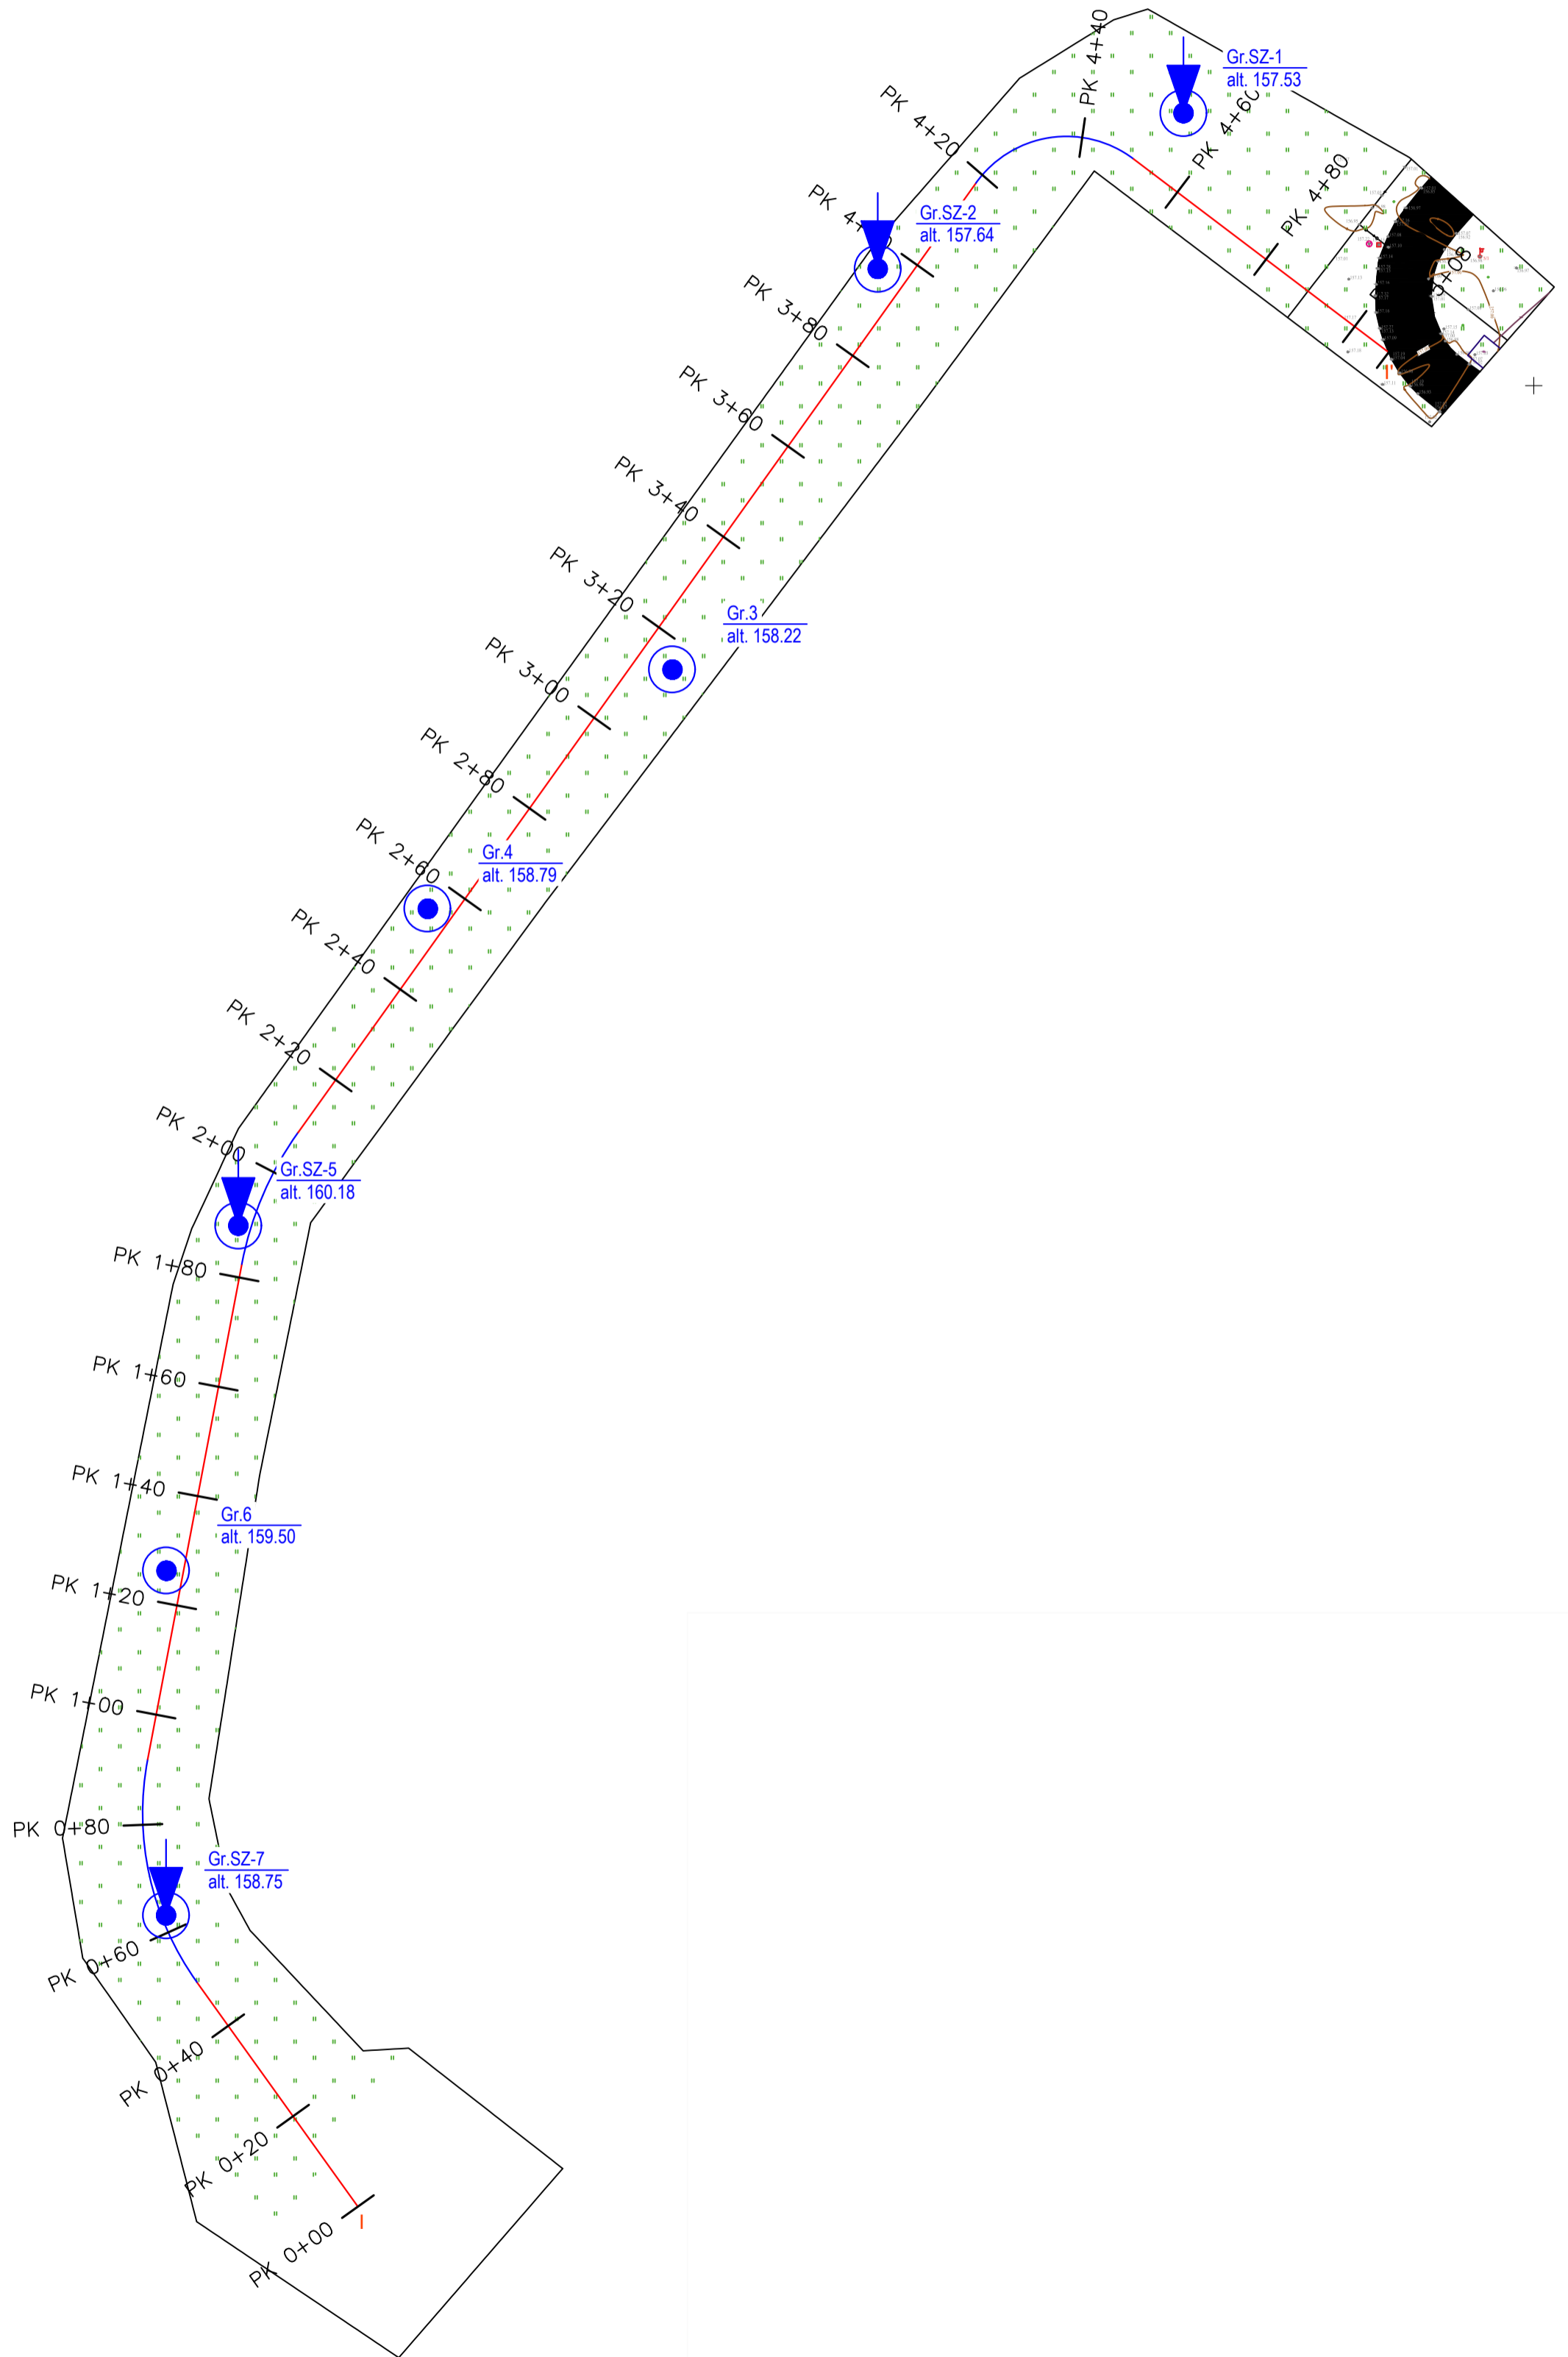 PK 4+40
Gr.SZ-1
alt. 157.53
PK 4+20
PK 4+60
PK 4+80
Gr.SZ-2
alt. 157.64
PK 3+80
PK 3+60
PK 3+40
PK 3+20
Gr.3
alt. 158.22
PK 3+00
PK 2+80
PK 2+60
Gr.4
alt. 158.79
PK 2+40
PK 2+20
PK 2+00
Gr.SZ-5
alt. 160.18
PK 1+80
PK 1+60
PK 1+40
Gr.6
alt. 159.50
PK 1+20
PK 1+00
PK 0+80
Gr.SZ-7
alt. 158.75
PK 0+60
PK 0+40
PK 0+20
PK 0+00
I